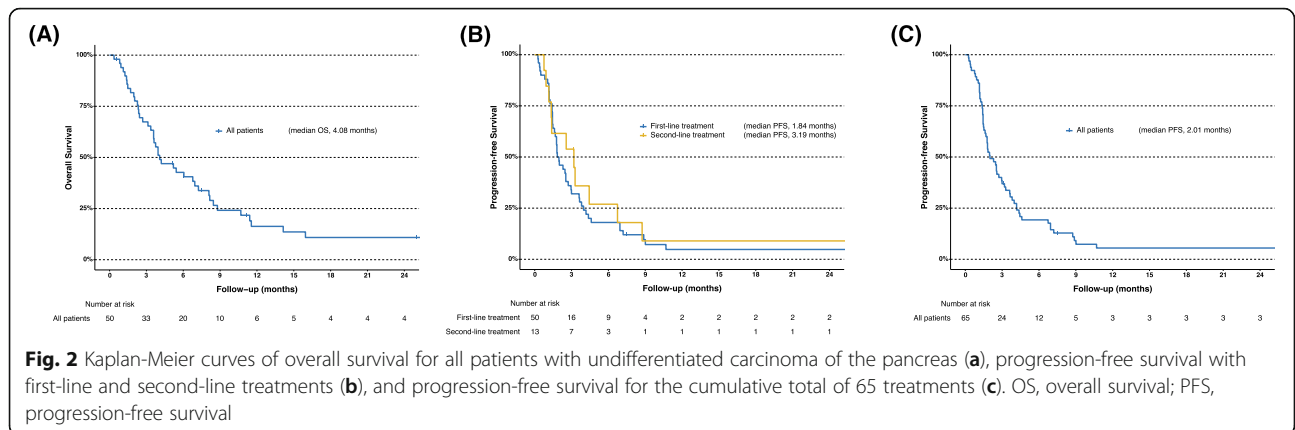 (A)
Overall Survival
100%
75%
50%
25%
0%
All patients (median OS, 4.08 months)
0 3 6 9 12 15 18 21 24
Follow-up (months)
Number at risk
All patients 50 33 20 10 6 5 4 4 4
(B)
Progression-free Survival
100%
75%
50%
25%
0%
First-line treatment (median PFS, 1.84 months)
Second-line treatment (median PFS, 3.19 months)
0 3 6 9 12 15 18 21 24
Follow-up (months)
Number at risk
First-line treatment 50 16 9 4 2 2 2 2 2
Second-line treatment 13 7 3 1 1 1 1 1 1
(C)
Progression-free Survival
100%
75%
50%
25%
0%
All patients (median PFS, 2.01 months)
0 3 6 9 12 15 18 21 24
Follow-up (months)
Number at risk
All patients 65 24 12 5 3 3 3 3 3
Fig. 2 Kaplan-Meier curves of overall survival for all patients with undifferentiated carcinoma of the pancreas (a), progression-free survival with
first-line and second-line treatments (b), and progression-free survival for the cumulative total of 65 treatments (c). OS, overall survival; PFS,
progression-free survival